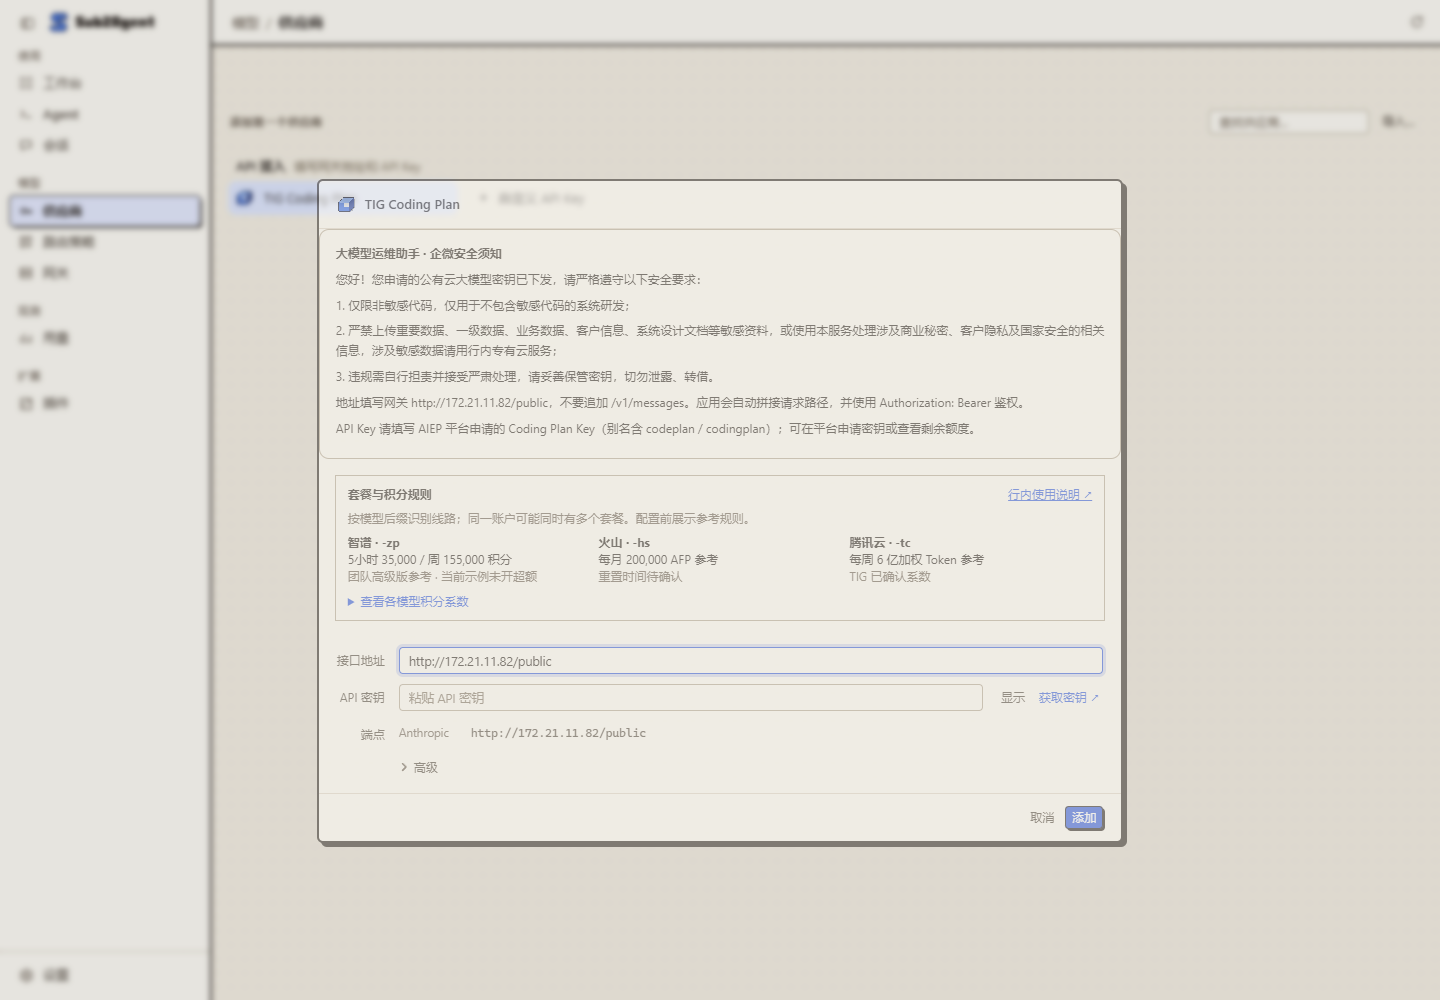 Agent
API 接入
TIG Coding Plan
大模型运维助手 · 企微安全须知
您好！您申请的公有云大模型密钥已下发，请严格遵守以下安全要求：
1. 仅限非敏感代码，仅用于不包含敏感代码的系统研发；
2. 严禁上传重要数据、一级数据、业务数据、客户信息、系统设计文档等敏感资料，或使用本服务处理涉及商业秘密、客户隐私及国家安全的相关
信息，涉及敏感数据请用行内专有云服务；
3. 违规需自行担责并接受严肃处理，请妥善保管密钥，切勿泄露、转借。
地址填写网关 http://172.21.11.82/public，不要追加 /v1/messages。应用会自动拼接请求路径，并使用 Authorization: Bearer 鉴权。
API Key 请填写 AIEP 平台申请的 Coding Plan Key（别名含 codeplan / codingplan）；可在平台申请密钥或查看剩余额度。
套餐与积分规则
行内使用说明 ↗
按模型后缀识别线路；同一账户可能同时有多个套餐。配置前展示参考规则。
智谱 · -zp
5小时 35,000 / 周 155,000 积分
团队高级版参考 · 当前示例未开超额
火山 · -hs
每月 200,000 AFP 参考
重置时间待确认
腾讯云 · -tc
每周 6 亿加权 Token 参考
TIG 已确认系数
▶ 查看各模型积分系数
接口地址 http://172.21.11.82/public
API 密钥 粘贴 API 密钥 显示 获取密钥 ↗
端点 Anthropic http://172.21.11.82/public
高级
取消 添加